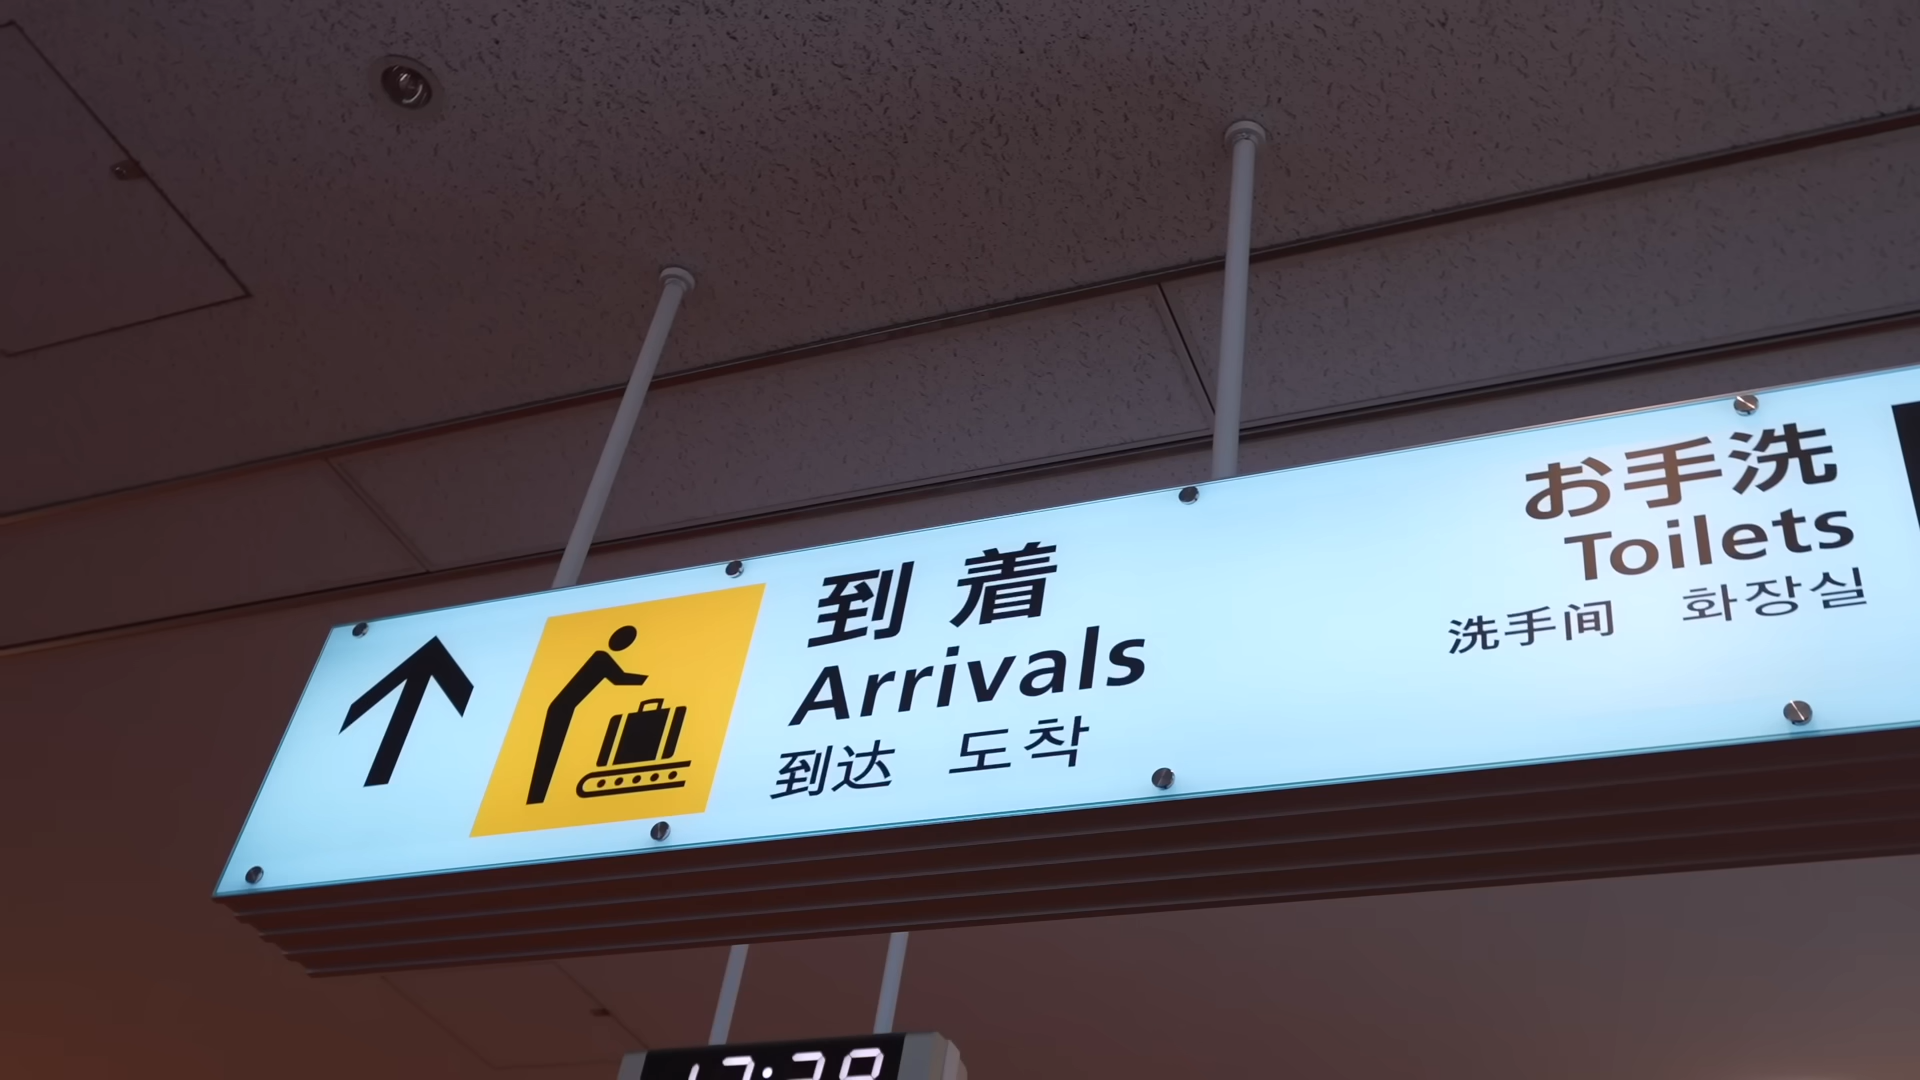 到着
Arrivals
到达 도착
お手洗
Toilets
洗手间 화장실